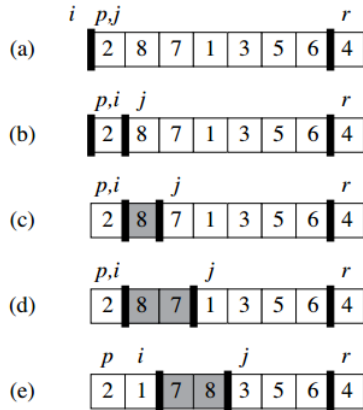 i p,j r
(a) 2 8 7 1 3 5 6 4
p,i j r
(b) 2 8 7 1 3 5 6 4
p,i j r
(c) 2 8 7 1 3 5 6 4
p,i j r
(d) 2 8 7 1 3 5 6 4
p i j r
(e) 2 1 7 8 3 5 6 4